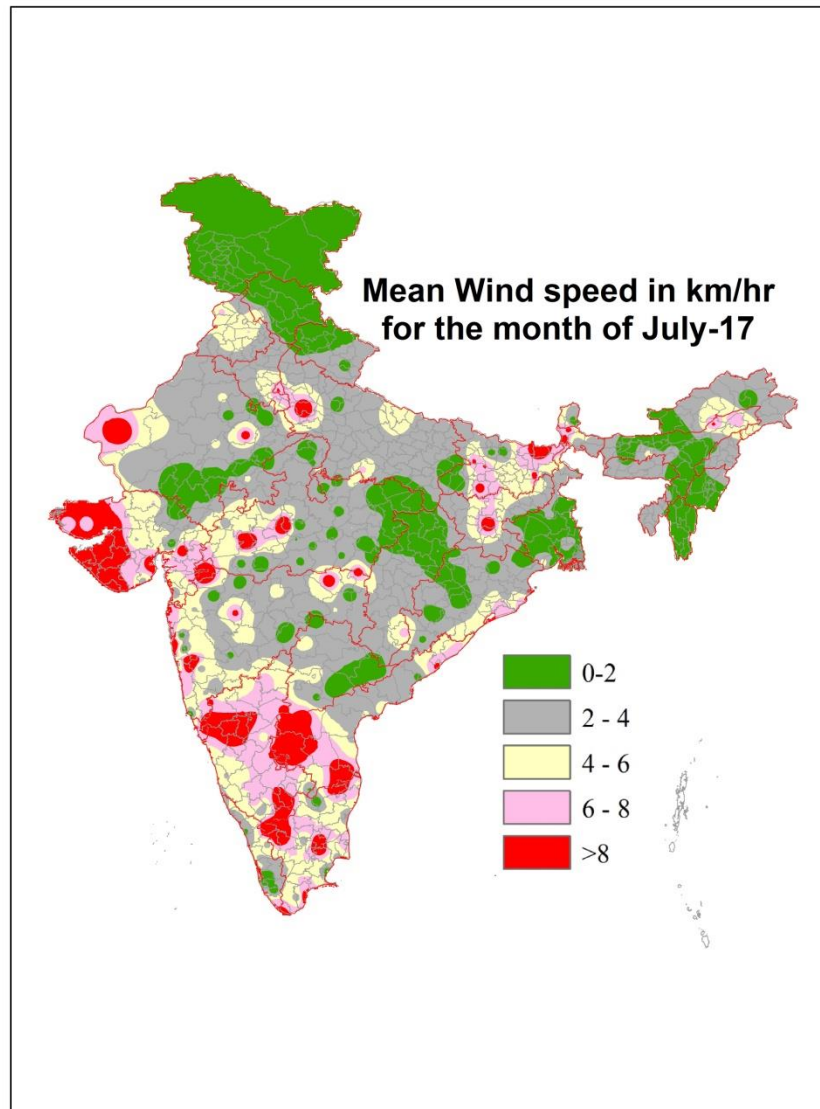 Mean Wind speed in km/hr
for the month of July-17
0-2
2 - 4
4 - 6
6 - 8
>8